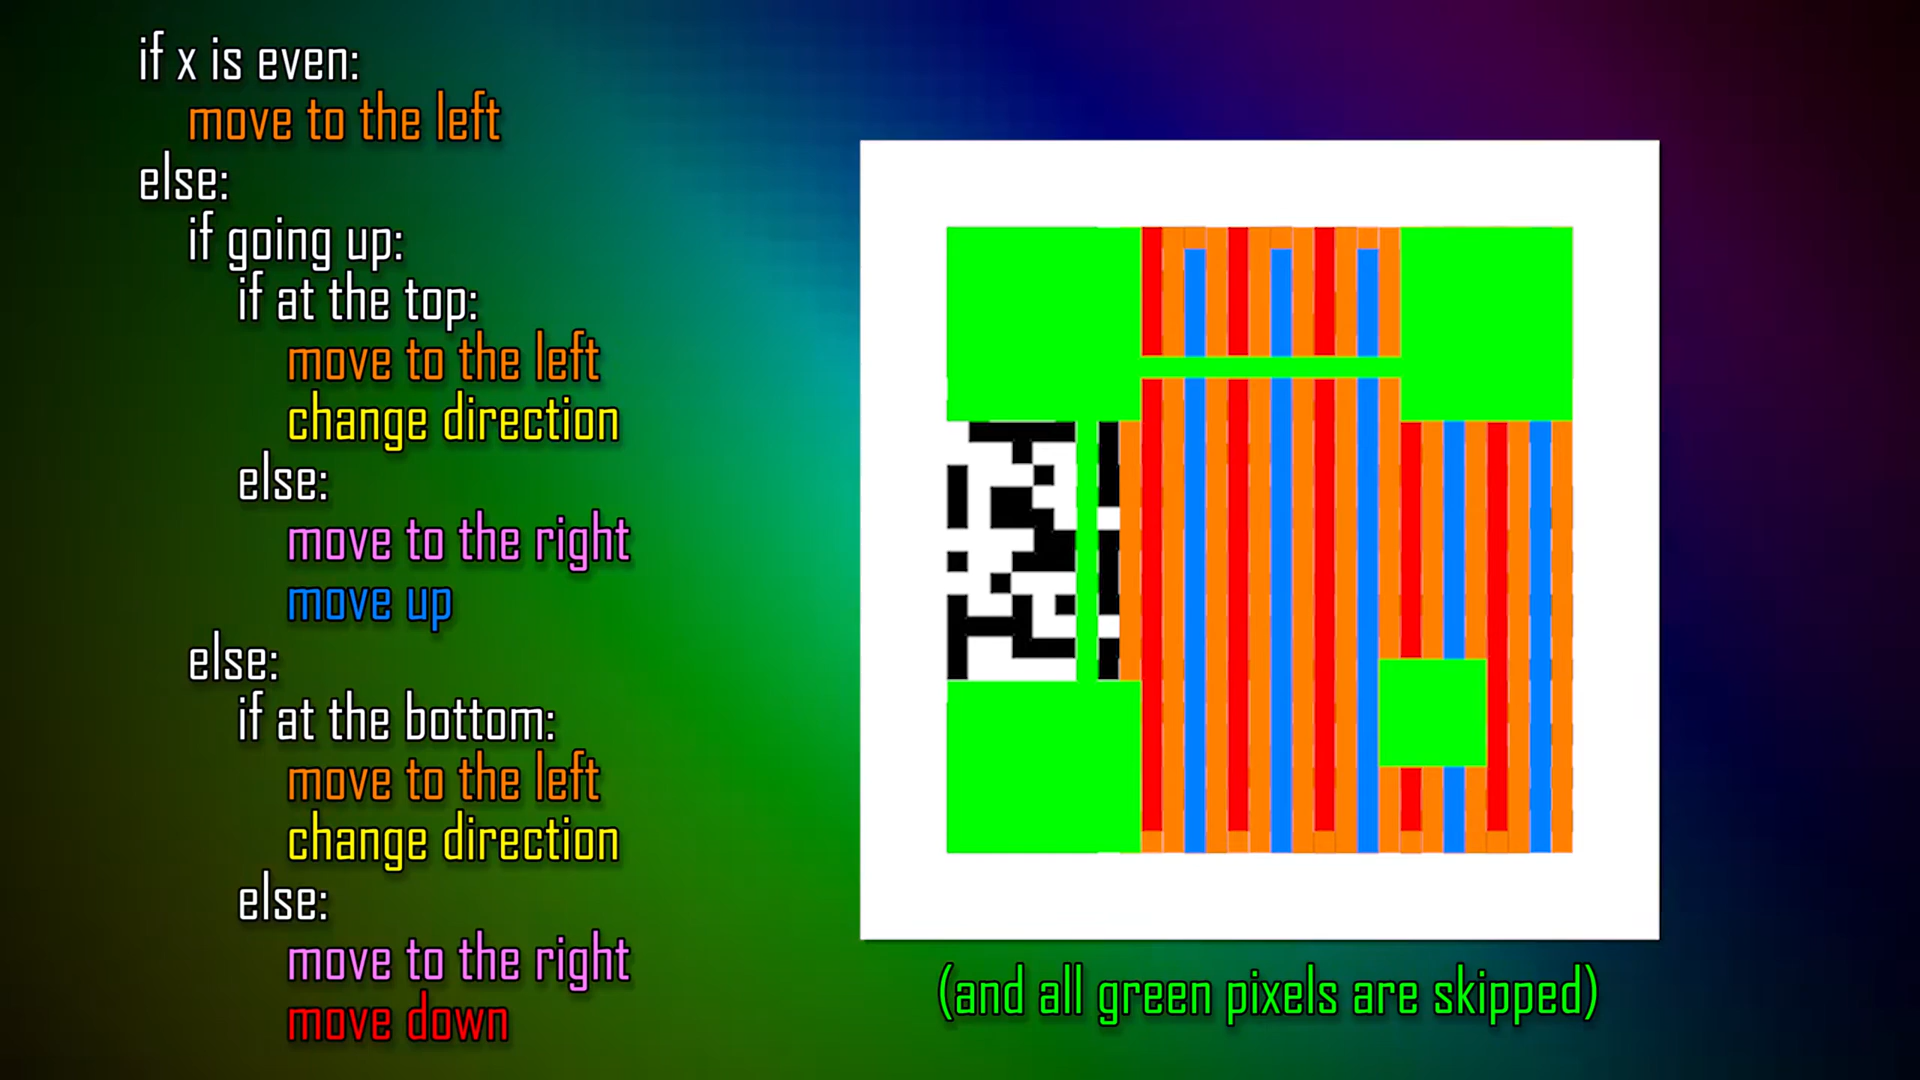 if x is even:
move to the left
else:
if going up:
if at the top:
move to the left
change direction
else:
move to the right
move up
else:
if at the bottom:
move to the left
change direction
else:
move to the right
move down
(and all green pixels are skipped)